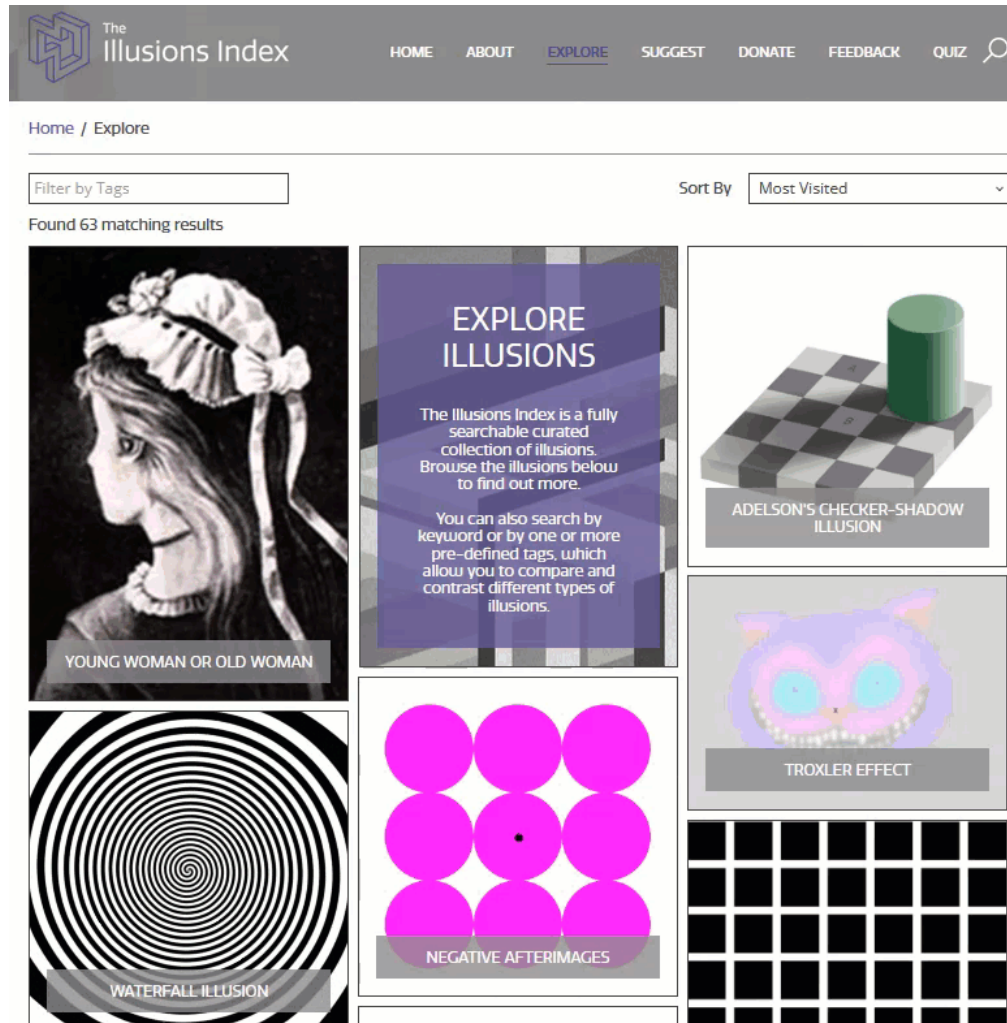 The
Illusions Index
HOME ABOUT EXPLORE SUGGEST DONATE FEEDBACK QUIZ
Home / Explore
Filter by Tags
Sort By Most Visited
Found 63 matching results
YOUNG WOMAN OR OLD WOMAN
EXPLORE
ILLUSIONS
The Illusions Index is a fully
searchable curated
collection of illusions.
Browse the illusions below
to find out more.
You can also search by
keyword or by one or more
pre-defined tags, which
allow you to compare and
contrast different types of
illusions.
A
B
ADELSON'S CHECKER-SHADOW
ILLUSION
TROXLER EFFECT
WATERFALL ILLUSION
NEGATIVE AFTERIMAGES